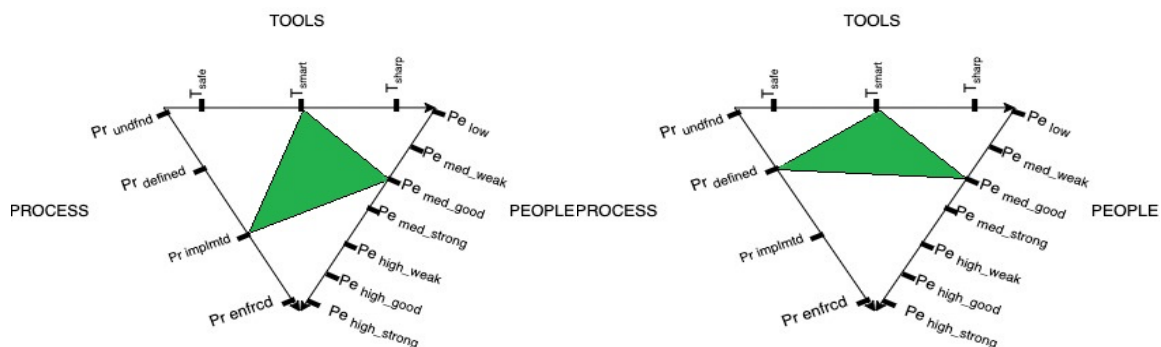 TOOLS
T safe
T smart
T sharp
Pr undfnd
Pr defined
Pr implmtd
Pr enfrcd
Pe low
Pe med_weak
Pe med_good
Pe med_strong
Pe high_weak
Pe high_good
Pe high_strong
PROCESS
PEOPLE
TOOLS
T safe
T smart
T sharp
Pr undfnd
Pr defined
Pr implmtd
Pr enfrcd
Pe low
Pe med_weak
Pe med_good
Pe med_strong
Pe high_weak
Pe high_good
Pe high_strong
PROCESS
PEOPLE